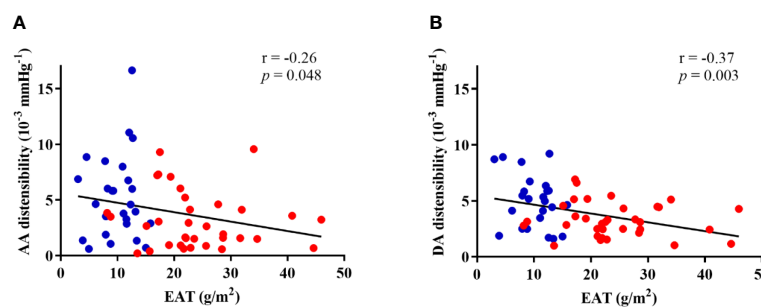 A
r = -0.26
p = 0.048
AA distensibility (10⁻³ mmHg⁻¹)
15
10
5
0
0 10 20 30 40 50
EAT (g/m²)
B
r = -0.37
p = 0.003
DA distensibility (10⁻³ mmHg⁻¹)
15
10
5
0
0 10 20 30 40 50
EAT (g/m²)